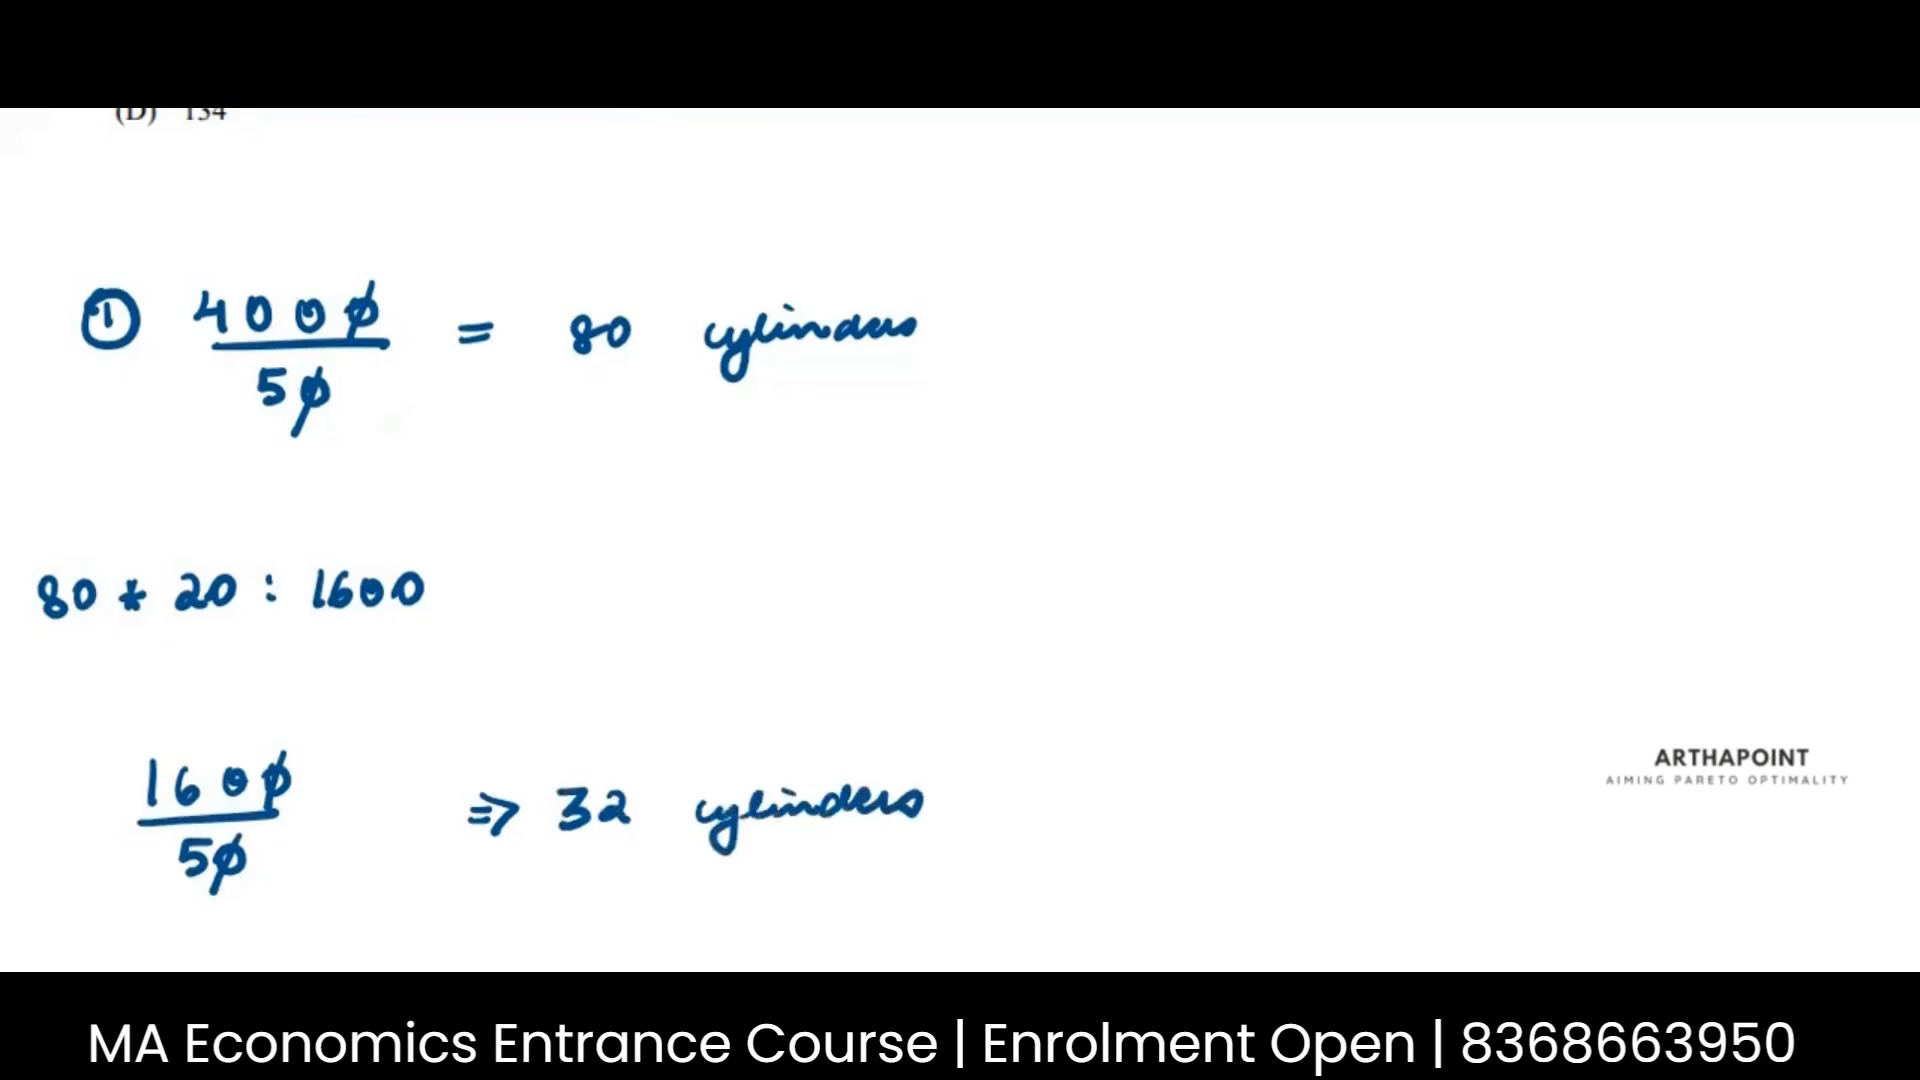 (D) 134
① 4000
50
= 80 cylinders
80 * 20 : 1600
1600
50
⇒ 32 cylinders
ARTHAPOINT
AIMING PARETO OPTIMALITY
MA Economics Entrance Course | Enrolment Open | 8368663950